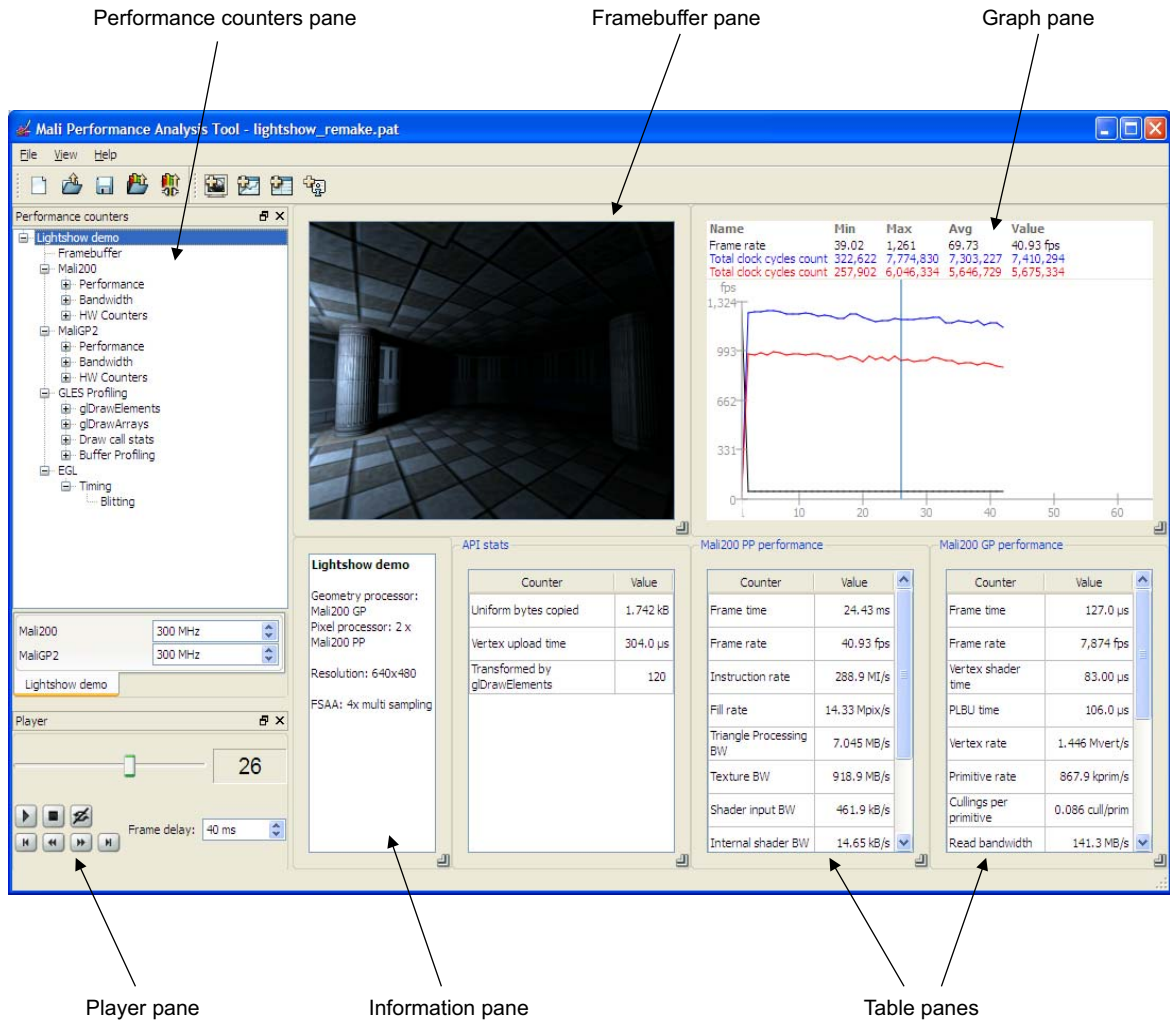 Performance counters pane
Framebuffer pane
Graph pane
Mali Performance Analysis Tool - lightshow_remake.pat
File View Help
Performance counters
Lightshow demo
Framebuffer
Mali200
Performance
Bandwidth
HW Counters
MaliGP2
Performance
Bandwidth
HW Counters
GLES Profiling
glDrawElements
glDrawArrays
Draw call stats
Buffer Profiling
EGL
Timing
Blitting
Mali200 300 MHz
MaliGP2 300 MHz
Lightshow demo
Player
26
Frame delay: 40 ms
Name Min Max Avg Value
Frame rate 39.02 1,261 69.73 40.93 fps
Total clock cycles count 322,622 7,774,830 7,303,227 7,410,294
Total clock cycles count 257,902 6,046,334 5,646,729 5,675,334
fps
1,324
993
662
331
0
1 10 20 30 40 50 60
Lightshow demo
Geometry processor:
Mali200 GP
Pixel processor: 2 x
Mali200 PP
Resolution: 640x480
FSAA: 4x multi sampling
API stats
Counter Value
Uniform bytes copied 1.742 kB
Vertex upload time 304.0 µs
Transformed by
glDrawElements 120
Mali200 PP performance
Counter Value
Frame time 24.43 ms
Frame rate 40.93 fps
Instruction rate 288.9 MI/s
Fill rate 14.33 Mpix/s
Triangle Processing
BW 7.045 MB/s
Texture BW 918.9 MB/s
Shader input BW 461.9 kB/s
Internal shader BW 14.65 kB/s
Mali200 GP performance
Counter Value
Frame time 127.0 µs
Frame rate 7,874 fps
Vertex shader
time 83.00 µs
PLBU time 106.0 µs
Vertex rate 1.446 Mvert/s
Primitive rate 867.9 kprim/s
Cullings per
primitive 0.086 cull/prim
Read bandwidth 141.3 MB/s
Player pane
Information pane
Table panes